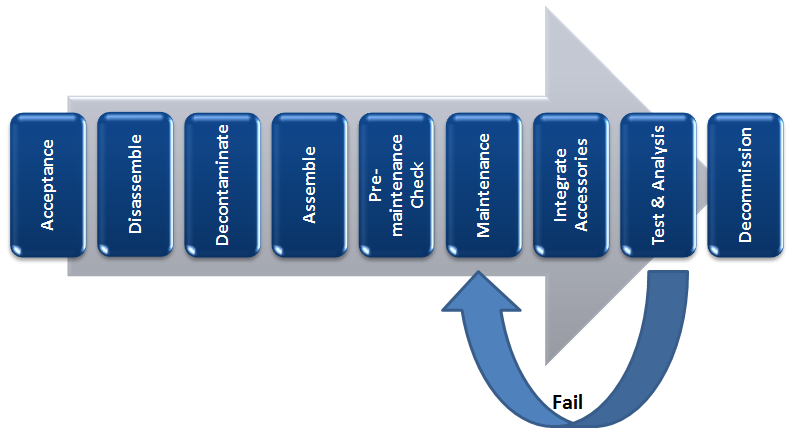 Acceptance
Disassemble
Decontaminate
Assemble
Pre-
maintenance
Check
Maintenance
Integrate
Accessories
Test & Analysis
Decommission
Fail